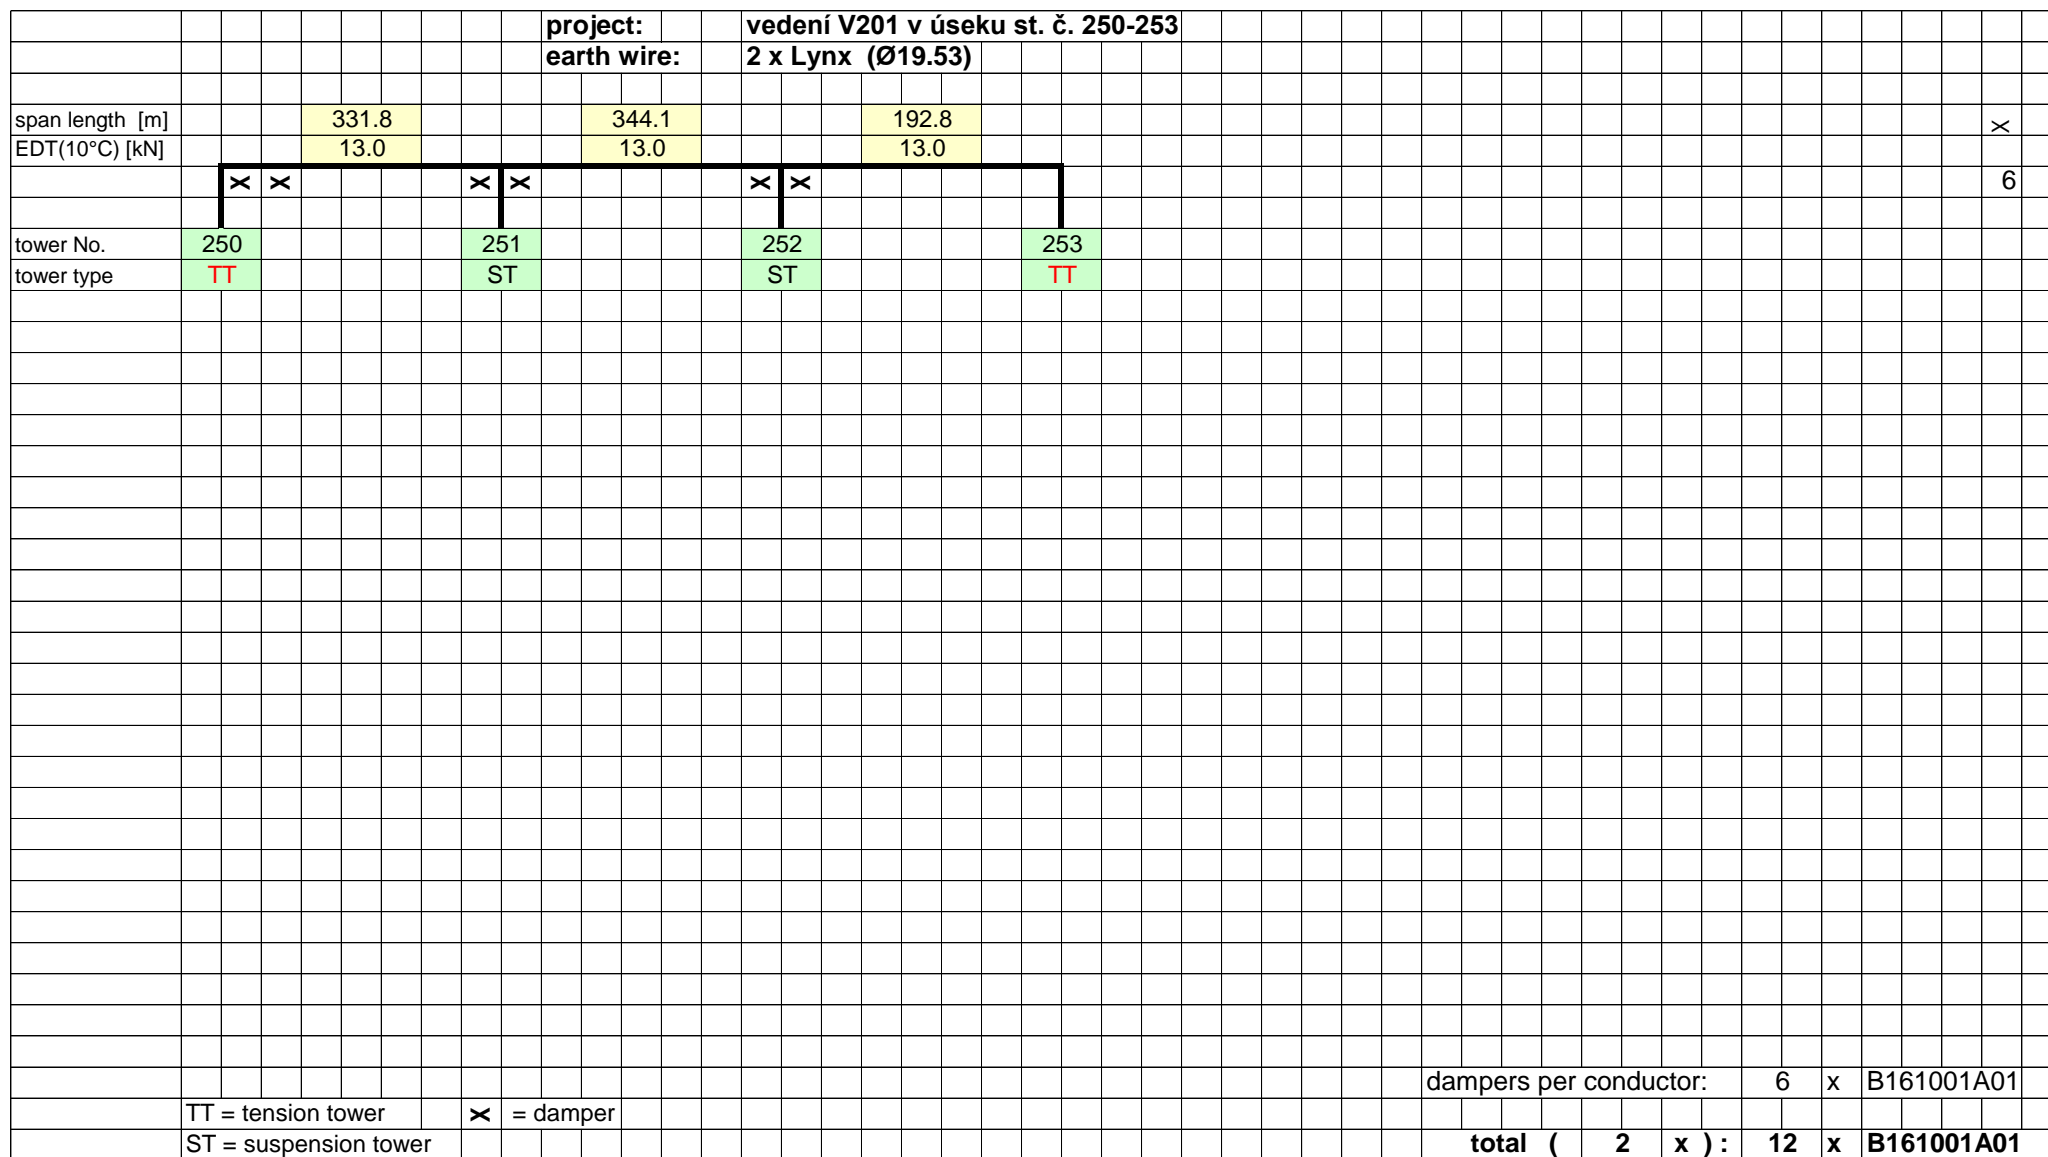 project: vedení V201 v úseku st. č. 250-253
earth wire: 2 x Lynx (Ø19.53)
span length [m] 331.8 344.1 192.8
EDT(10°C) [kN] 13.0 13.0 13.0
6
tower No. 250 251 252 253
tower type TT ST ST TT
dampers per conductor: 6 x B161001A01
TT = tension tower = damper
ST = suspension tower total ( 2 x ) : 12 x B161001A01